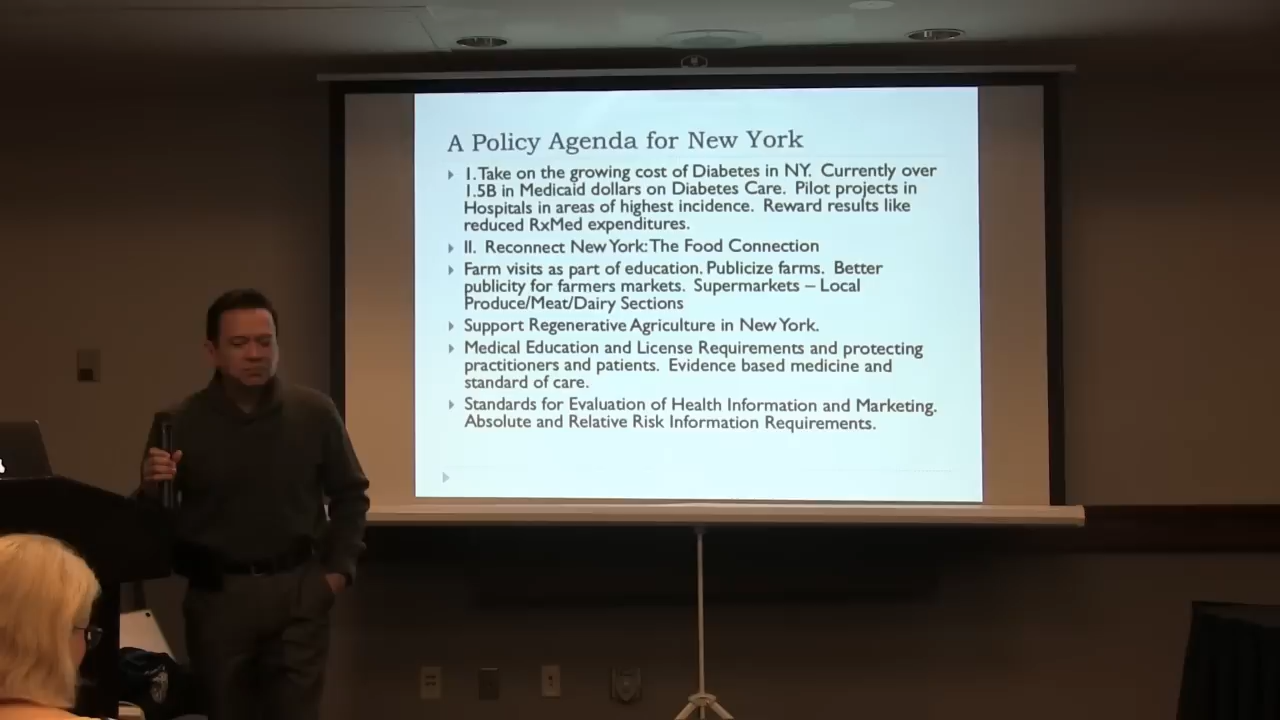 A Policy Agenda for New York
I. Take on the growing cost of Diabetes in NY. Currently over
1.5B in Medicaid dollars on Diabetes Care. Pilot projects in
Hospitals in areas of highest incidence. Reward results like
reduced RxMed expenditures.
II. Reconnect New York: The Food Connection
Farm visits as part of education. Publicize farms. Better
publicity for farmers markets. Supermarkets – Local
Produce/Meat/Dairy Sections
Support Regenerative Agriculture in New York.
Medical Education and License Requirements and protecting
practitioners and patients. Evidence based medicine and
standard of care.
Standards for Evaluation of Health Information and Marketing.
Absolute and Relative Risk Information Requirements.